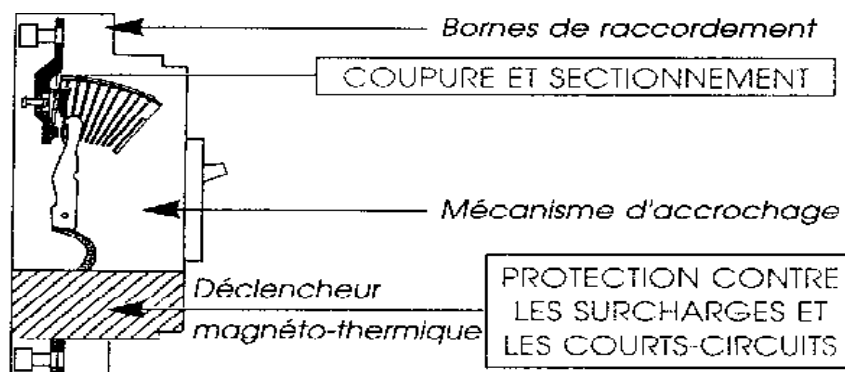 Bornes de raccordement
COUPURE ET SECTIONNEMENT
Mécanisme d'accrochage
Déclencheur
magnéto-thermique
PROTECTION CONTRE
LES SURCHARGES ET
LES COURTS-CIRCUITS